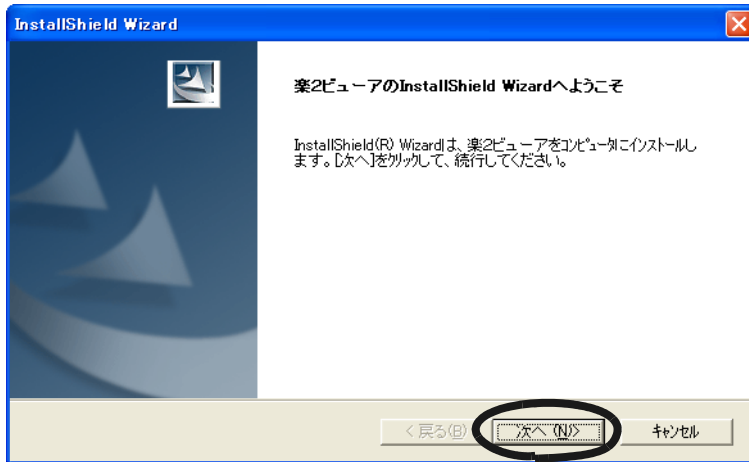 InstallShield Wizard
楽2ビューアのInstallShield Wizardへようこそ
InstallShield(R) Wizardは、楽2ビューアをコンピュータにインストールし
ます。[次へ]をクリックして、続行してください。
< 戻る(B)
次へ (N)>
キャンセル